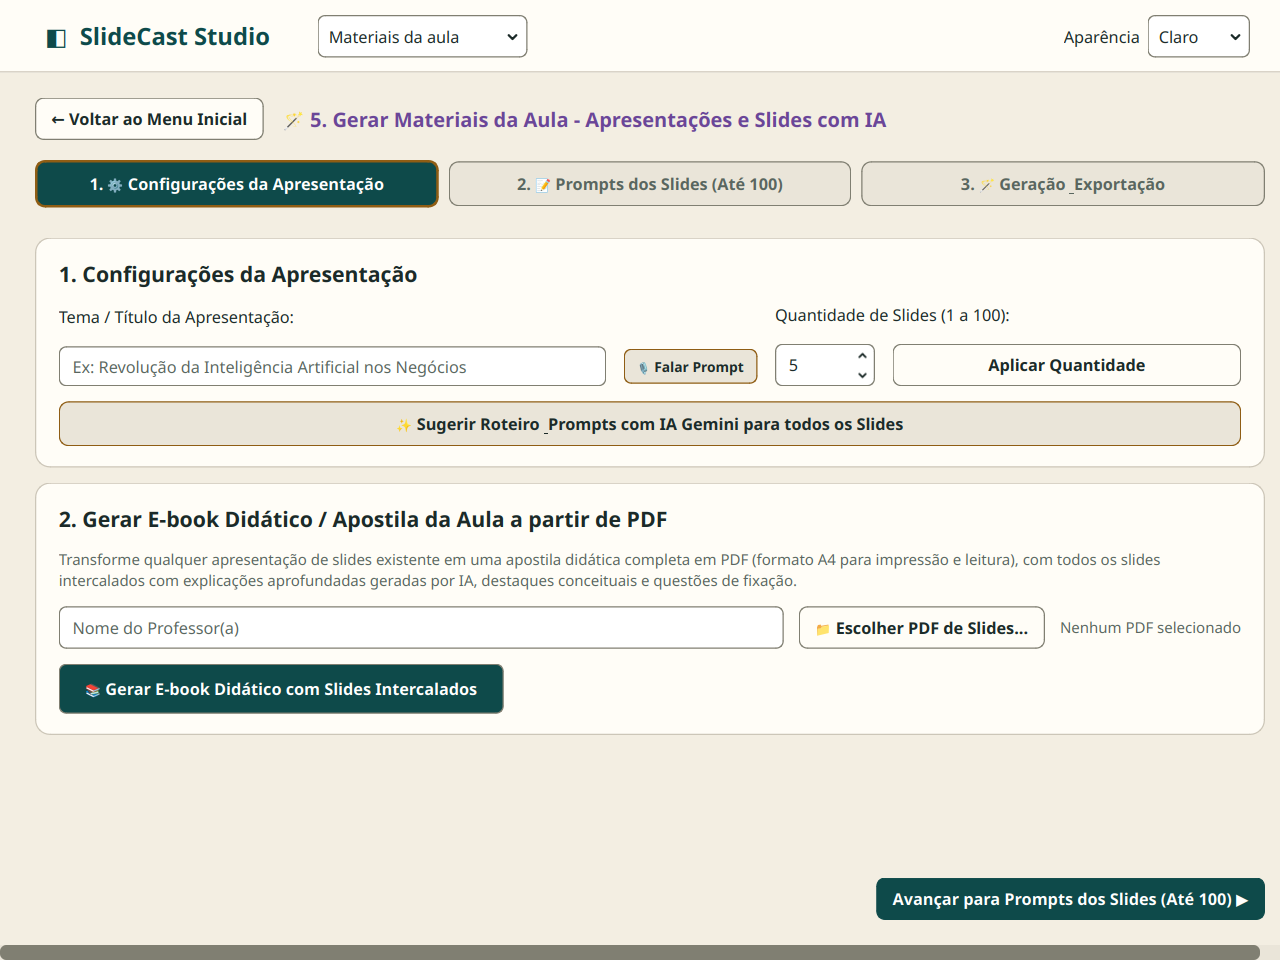 SlideCast Studio
Materiais da aula
Aparência
Claro
← Voltar ao Menu Inicial
5. Gerar Materiais da Aula - Apresentações e Slides com IA
1. Configurações da Apresentação
2. Prompts dos Slides (Até 100)
3. Geração _Exportação
1. Configurações da Apresentação
Tema / Título da Apresentação:
Quantidade de Slides (1 a 100):
Ex: Revolução da Inteligência Artificial nos Negócios
Falar Prompt
5
Aplicar Quantidade
Sugerir Roteiro _Prompts com IA Gemini para todos os Slides
2. Gerar E-book Didático / Apostila da Aula a partir de PDF
Transforme qualquer apresentação de slides existente em uma apostila didática completa em PDF (formato A4 para impressão e leitura), com todos os slides
intercalados com explicações aprofundadas geradas por IA, destaques conceituais e questões de fixação.
Nome do Professor(a)
Escolher PDF de Slides...
Nenhum PDF selecionado
Gerar E-book Didático com Slides Intercalados
Avançar para Prompts dos Slides (Até 100) ▶